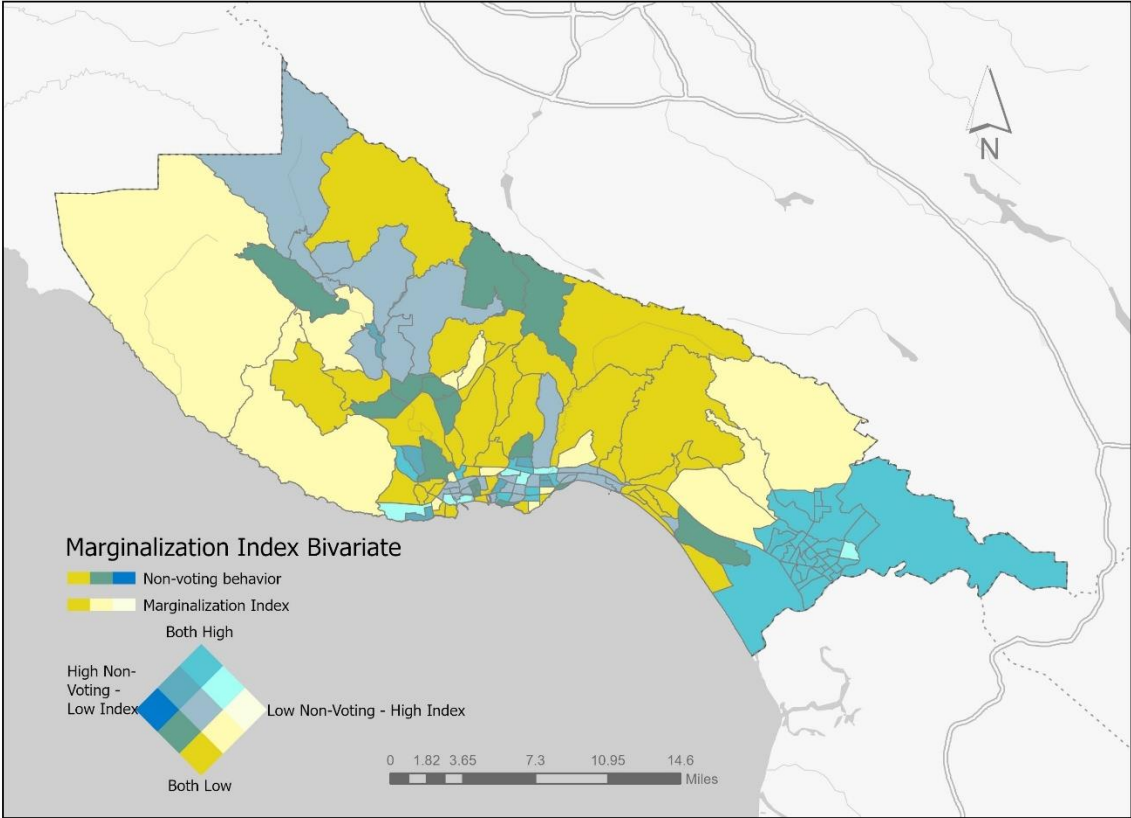 N
Marginalization Index Bivariate
Non-voting behavior
Marginalization Index
Both High
High Non-
Voting -
Low Index
Low Non-Voting - High Index
Both Low
0 1.82 3.65 7.3 10.95 14.6
Miles